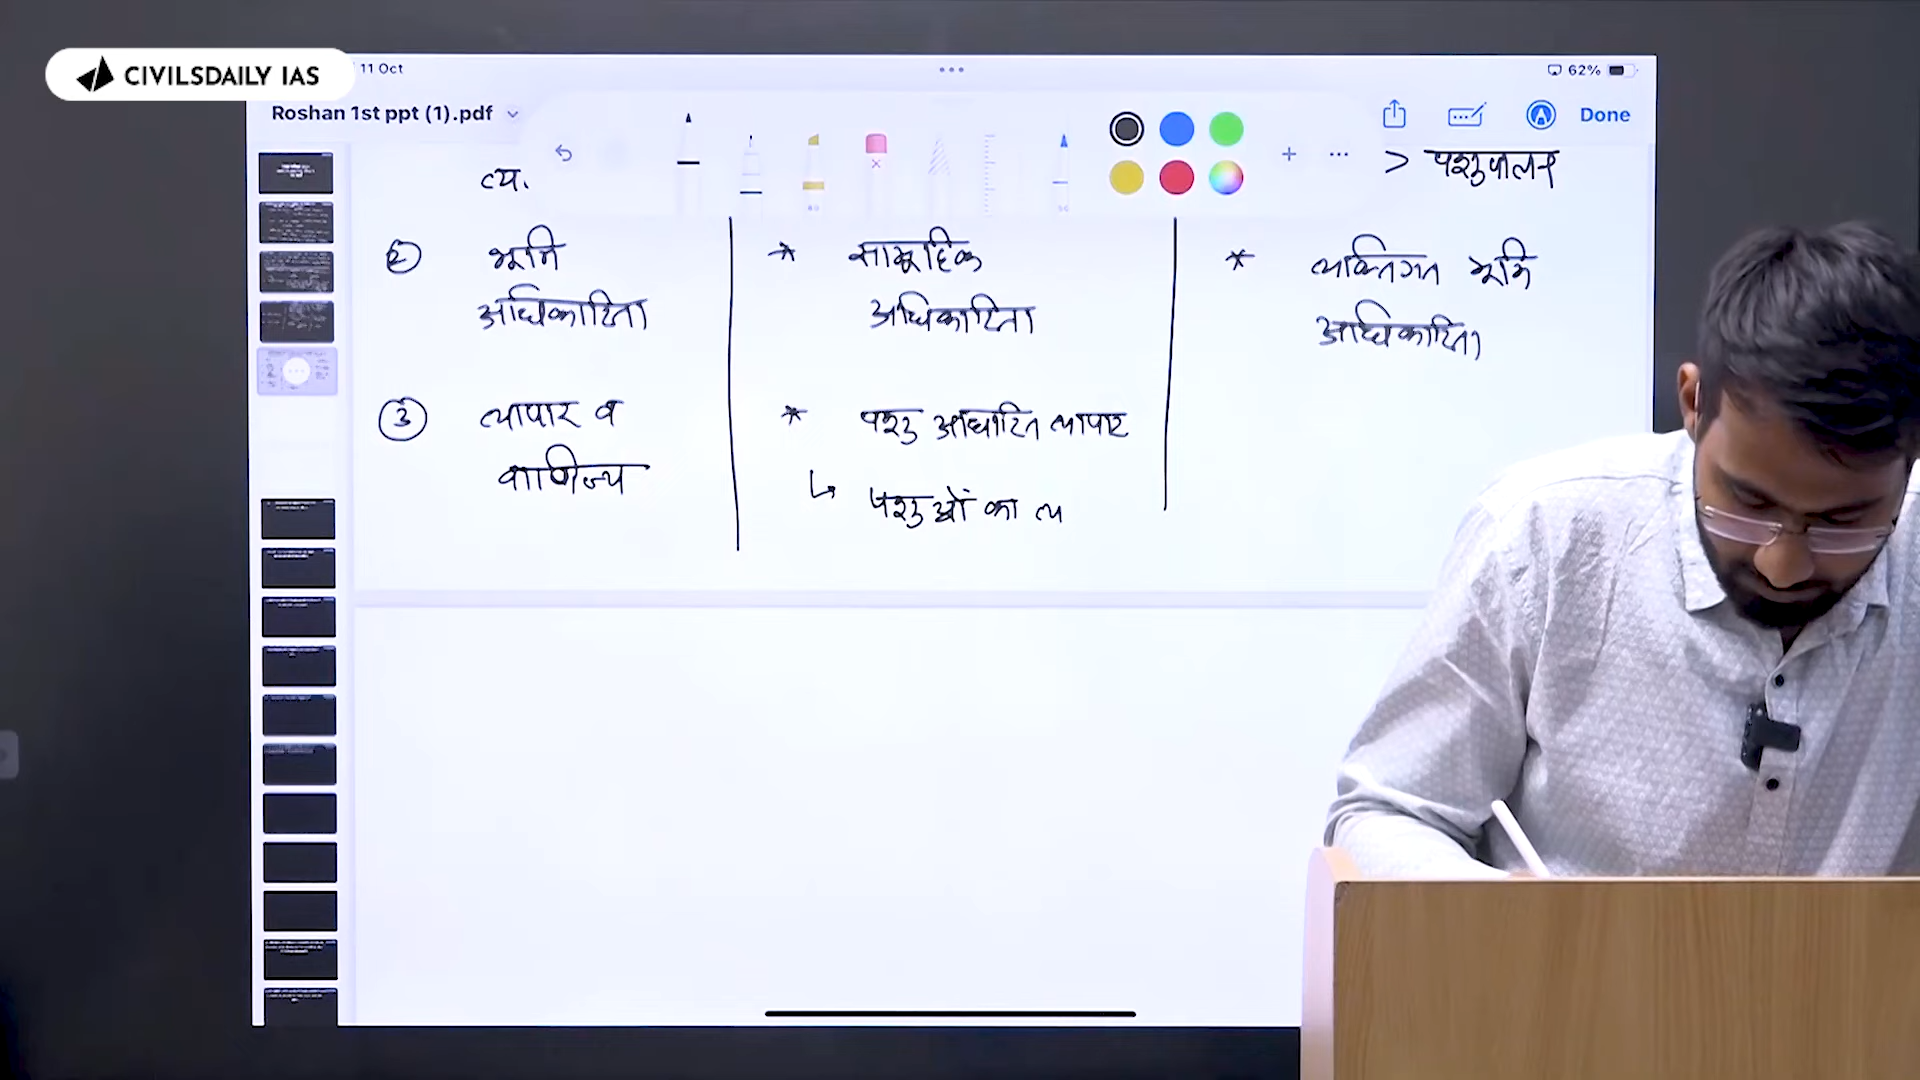 CIVILSDAILY IAS
11 Oct
62%
Roshan 1st ppt (1).pdf
Done
> पशुपालन
व्य.
② भूमि अधिकारिता
* सामूहिक अधिकारिता
* व्यक्तिगत भूमि अधिकारिता
③ व्यापार व वाणिज्य
* पशु आधारित व्यापार
↳ पशुओं का व्य